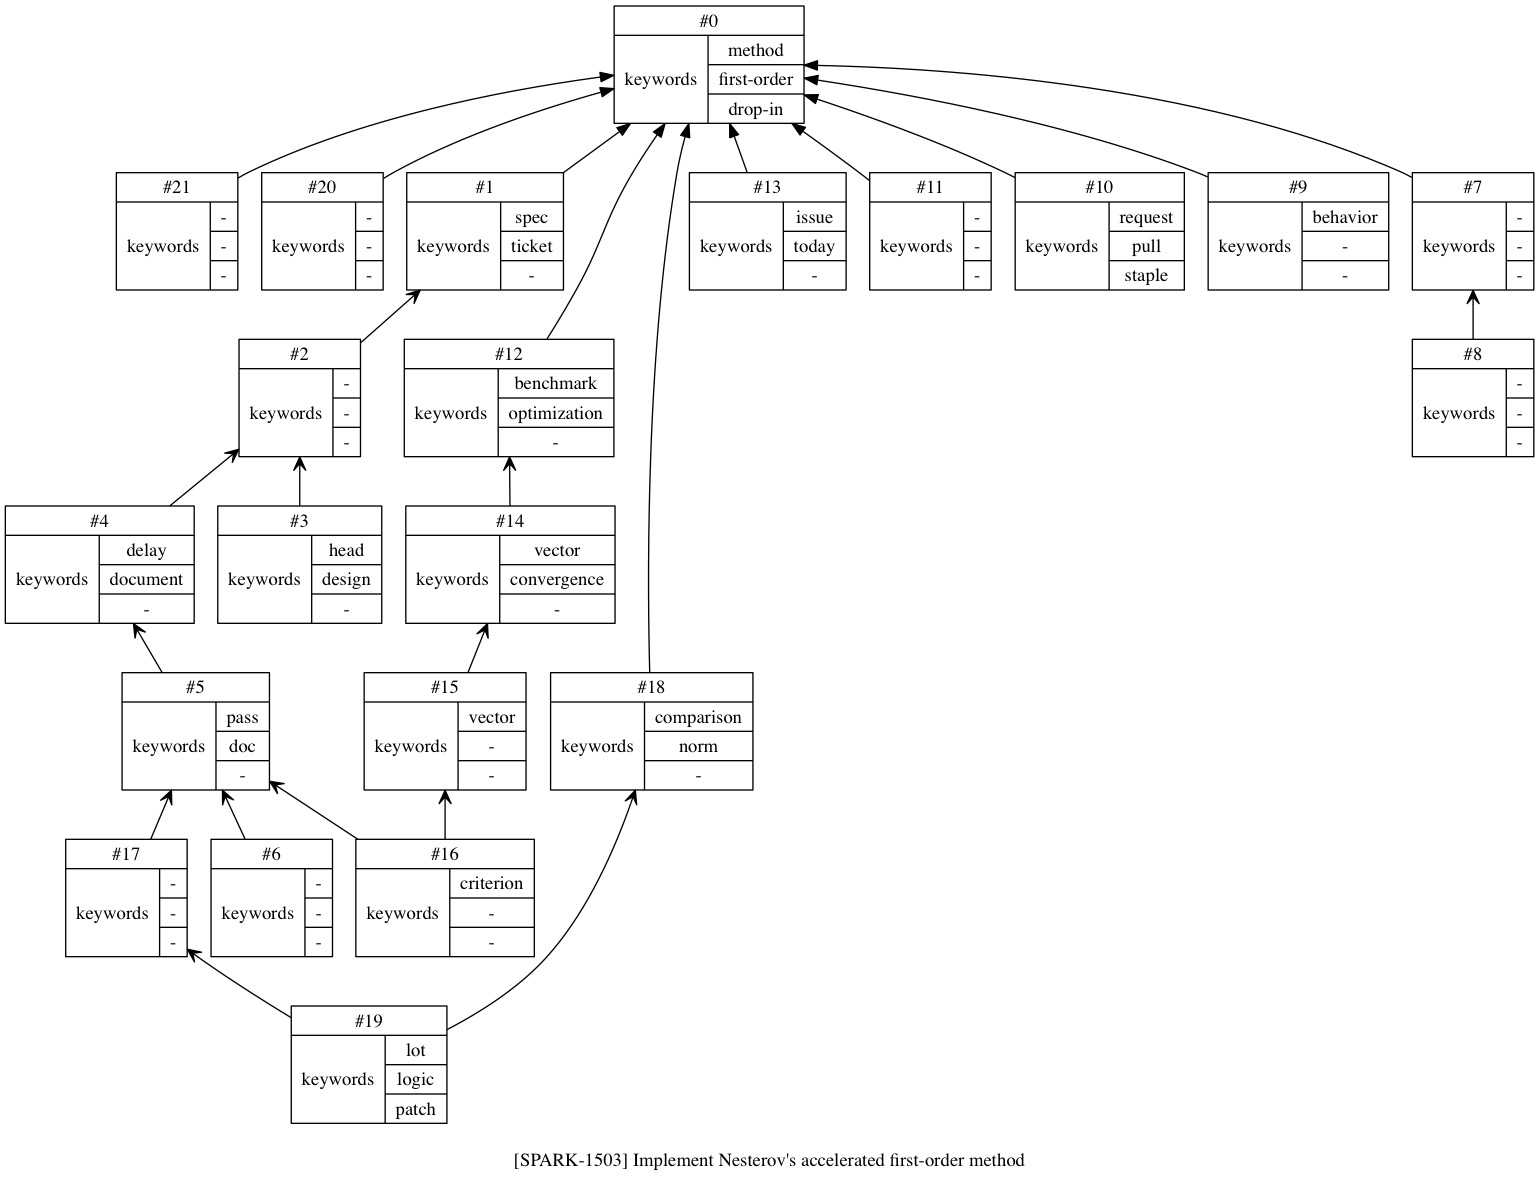 #0
keywords
method
first-order
drop-in
#21
keywords
-
-
-
#20
keywords
-
-
-
#1
keywords
spec
ticket
-
#13
keywords
issue
today
-
#11
keywords
-
-
-
#10
keywords
request
pull
staple
#9
keywords
behavior
-
-
#7
keywords
-
-
-
#2
keywords
-
-
-
#12
keywords
benchmark
optimization
-
#8
keywords
-
-
-
#4
keywords
delay
document
-
#3
keywords
head
design
-
#14
keywords
vector
convergence
-
#5
keywords
pass
doc
-
#15
keywords
vector
-
-
#18
keywords
comparison
norm
-
#17
keywords
-
-
-
#6
keywords
-
-
-
#16
keywords
criterion
-
-
#19
keywords
lot
logic
patch
[SPARK-1503] Implement Nesterov's accelerated first-order method